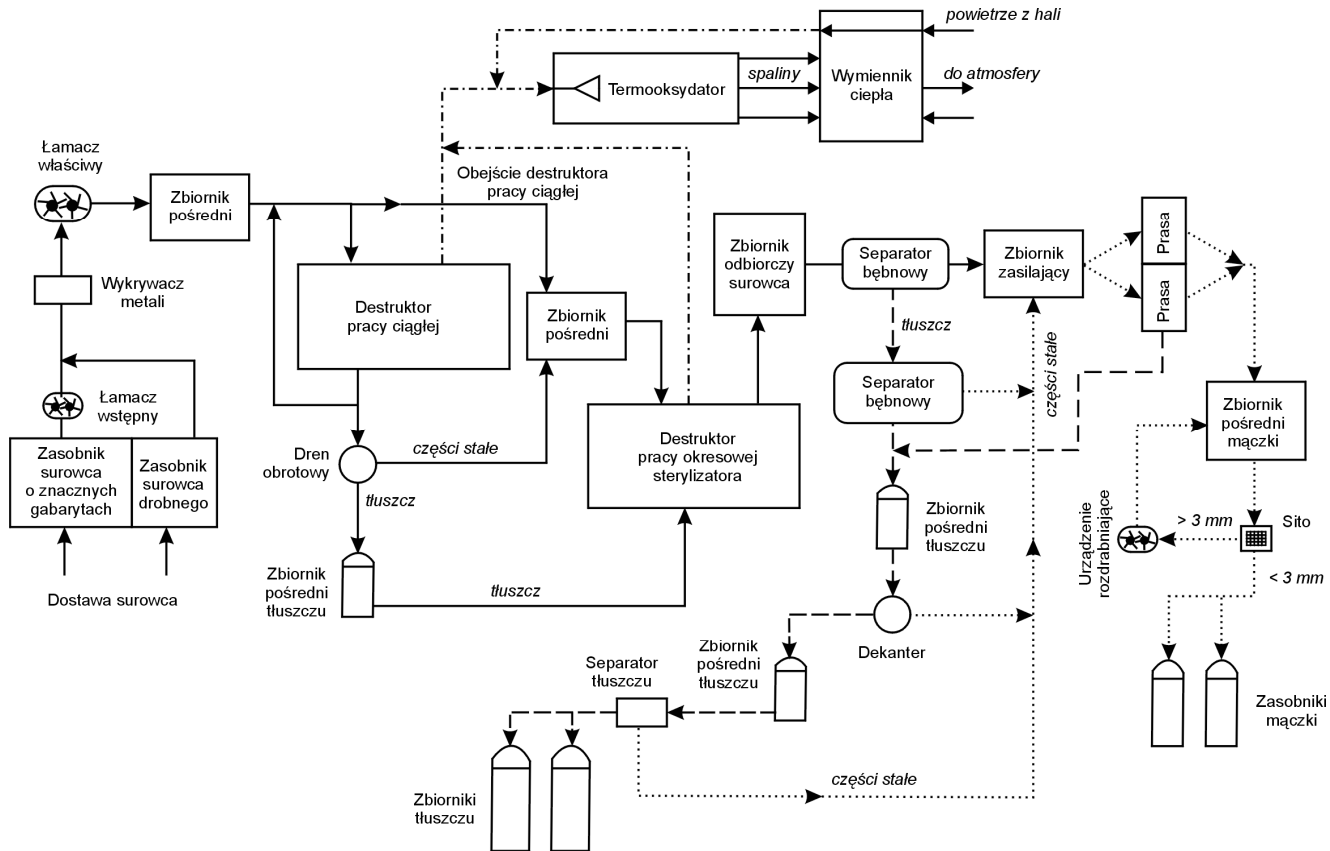 powietrze z hali
spaliny
Termooksydator
Wymiennik
ciepła
do atmosfery
Łamacz
właściwy
Zbiornik
pośredni
Obejście destruktora
pracy ciągłej
Wykrywacz
metali
Destruktor
pracy ciągłej
Zbiornik
pośredni
Zbiornik
odbiorczy
surowca
Separator
bębnowy
Zbiornik
zasilający
Prasa
Prasa
tłuszcz
Separator
bębnowy
części stałe
Łamacz
wstępny
Zasobnik
surowca
o znacznych
gabarytach
Zasobnik
surowca
drobnego
Dostawa surowca
Dren
obrotowy
części stałe
tłuszcz
Zbiornik
pośredni
tłuszczu
tłuszcz
Destruktor
pracy okresowej
sterylizatora
Zbiornik
pośredni
tłuszczu
Zbiornik
pośredni
mączki
Urządzenie
rozdrabniające
> 3 mm
Sito
< 3 mm
Zasobniki
mączki
Dekanter
Zbiornik
pośredni
tłuszczu
Separator
tłuszczu
części stałe
Zbiorniki
tłuszczu